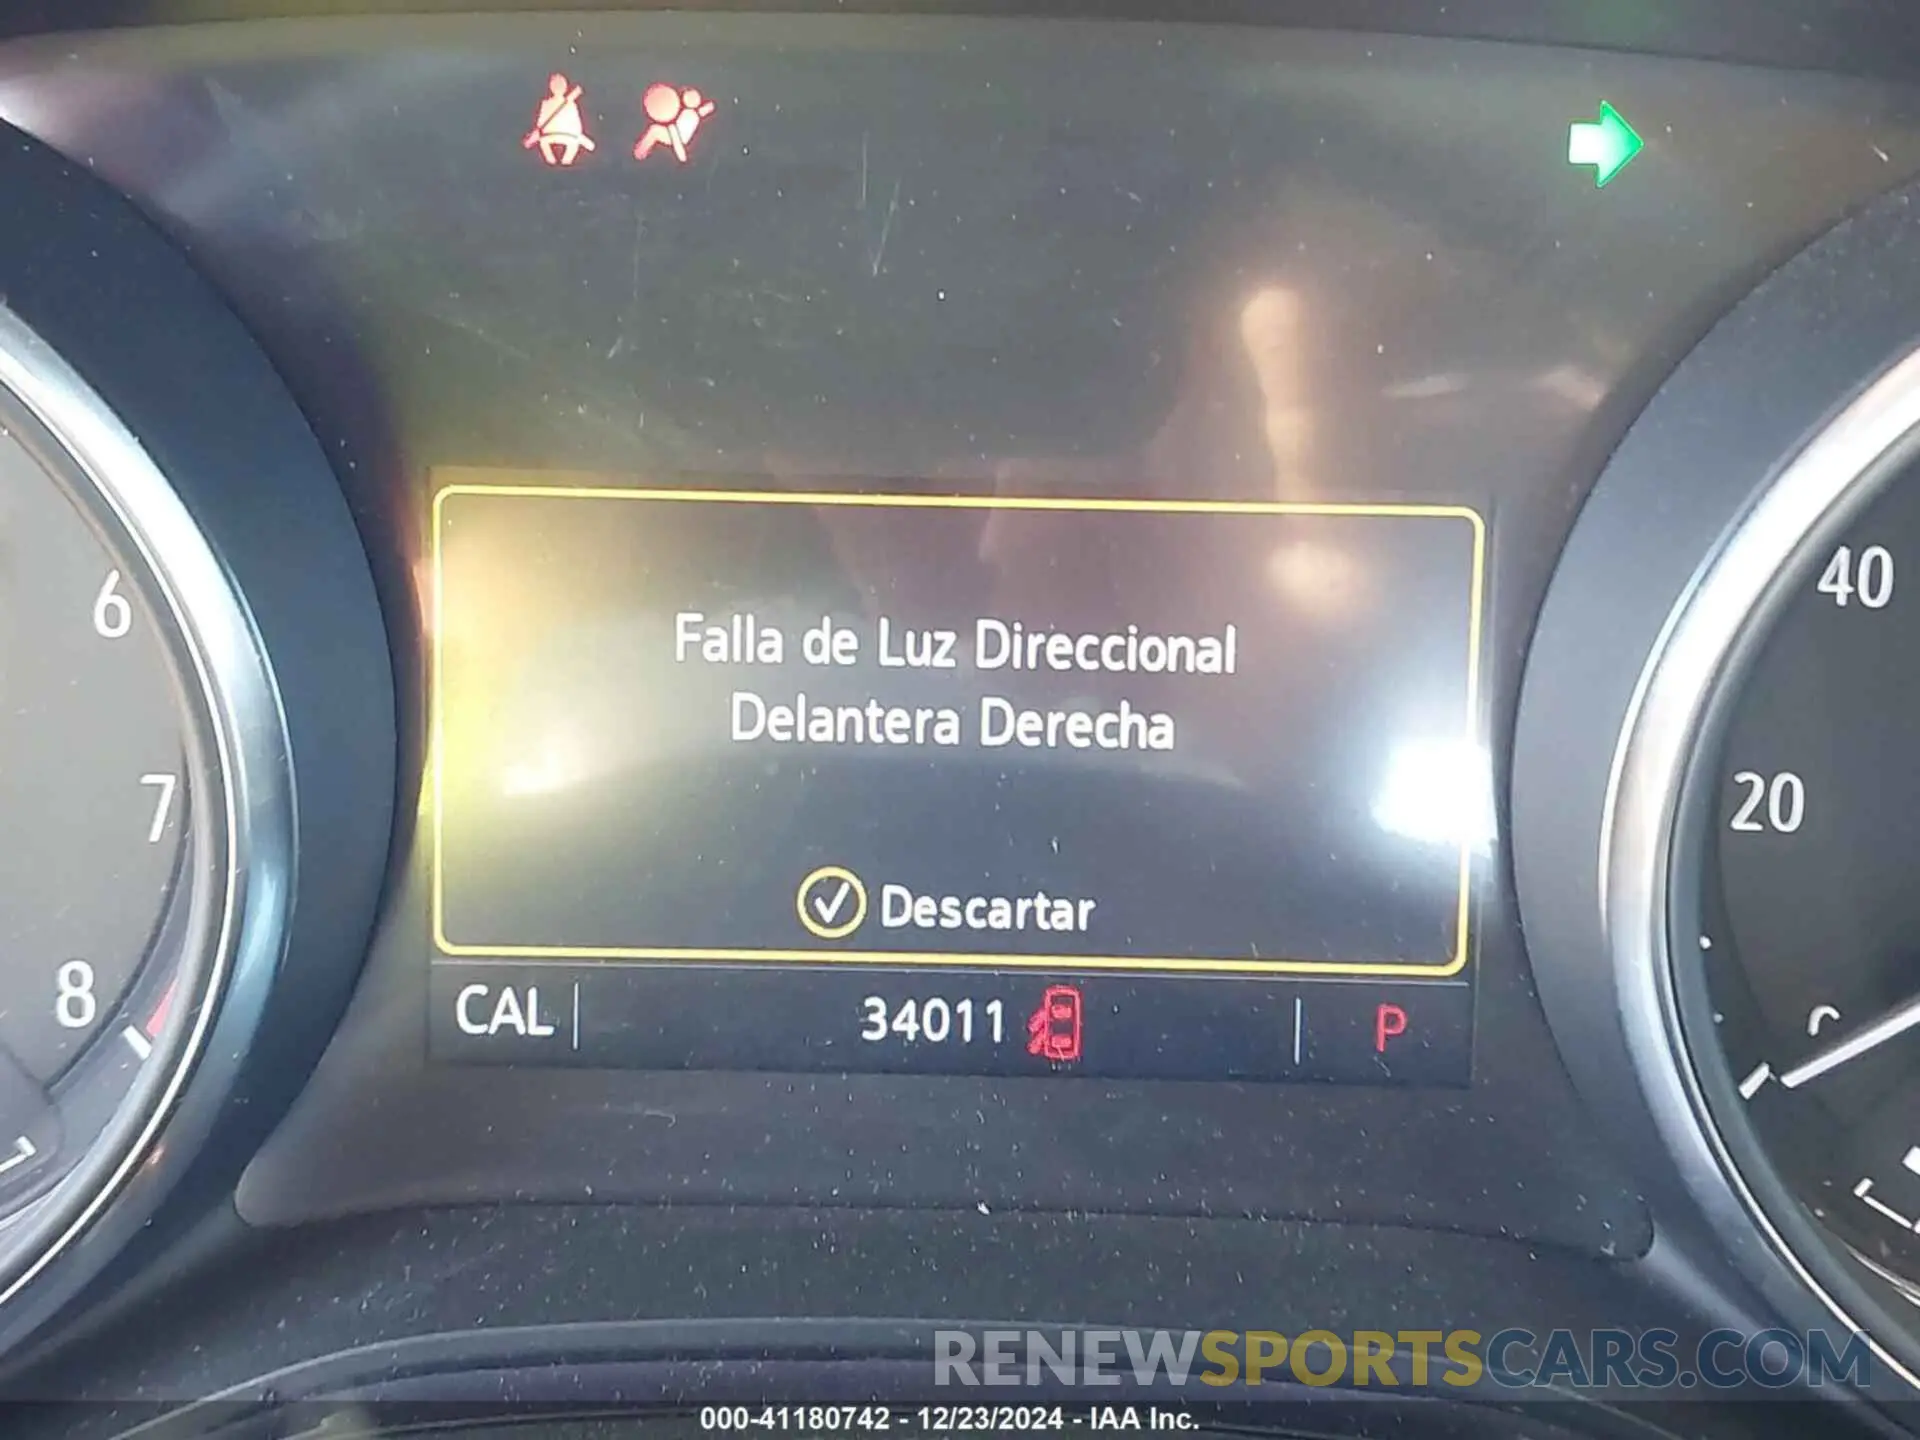 6
7
8
40
20
Falla de Luz Direccional
Delantera Derecha
Descartar
CAL
34011
P
RENEWSPORTSCARS.COM
000-41180742 - 12/23/2024 - IAA Inc.